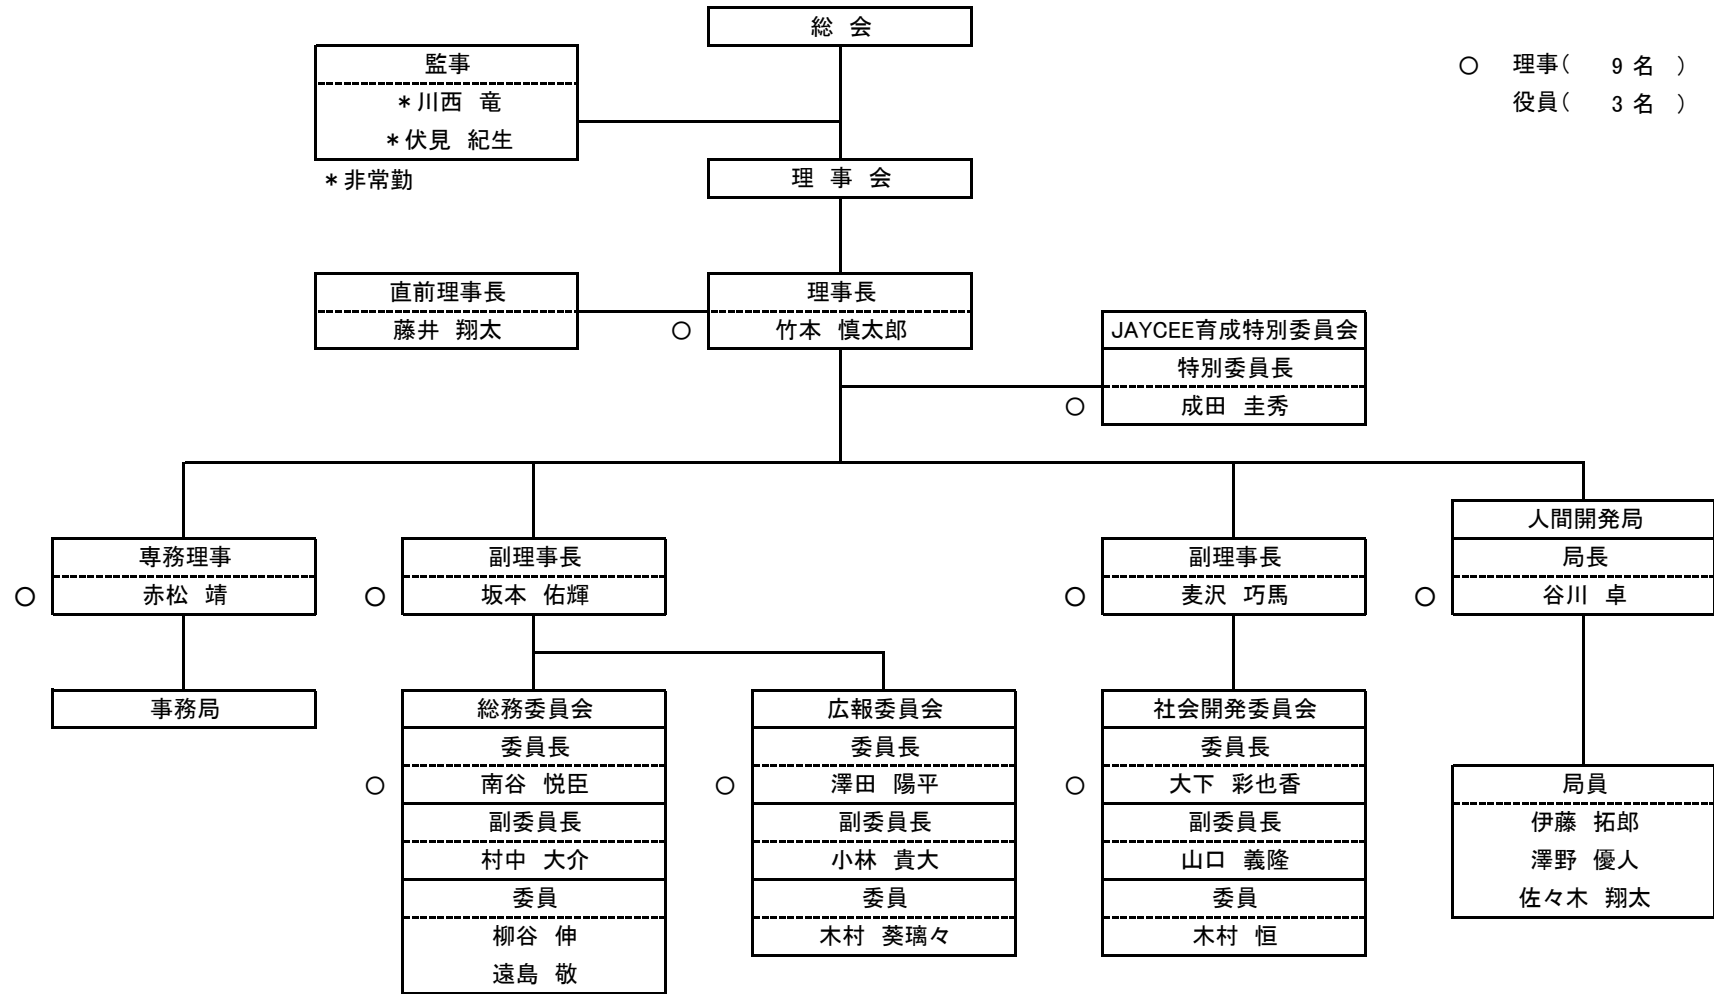 総 会
監事
＊川西 竜
＊伏見 紀生
＊非常勤
○ 理事( 9 名 )
役員( 3 名 )
理 事 会
直前理事長
藤井 翔太
理事長
○ 竹本 慎太郎
JAYCEE育成特別委員会
特別委員長
○ 成田 圭秀
専務理事
○ 赤松 靖
事務局
副理事長
○ 坂本 佑輝
総務委員会
委員長
○ 南谷 悦臣
副委員長
村中 大介
委員
柳谷 伸
遠島 敬
広報委員会
委員長
○ 澤田 陽平
副委員長
小林 貴大
委員
木村 葵璃々
副理事長
○ 麦沢 巧馬
社会開発委員会
委員長
○ 大下 彩也香
副委員長
山口 義隆
委員
木村 恒
人間開発局
局長
○ 谷川 卓
局員
伊藤 拓郎
澤野 優人
佐々木 翔太